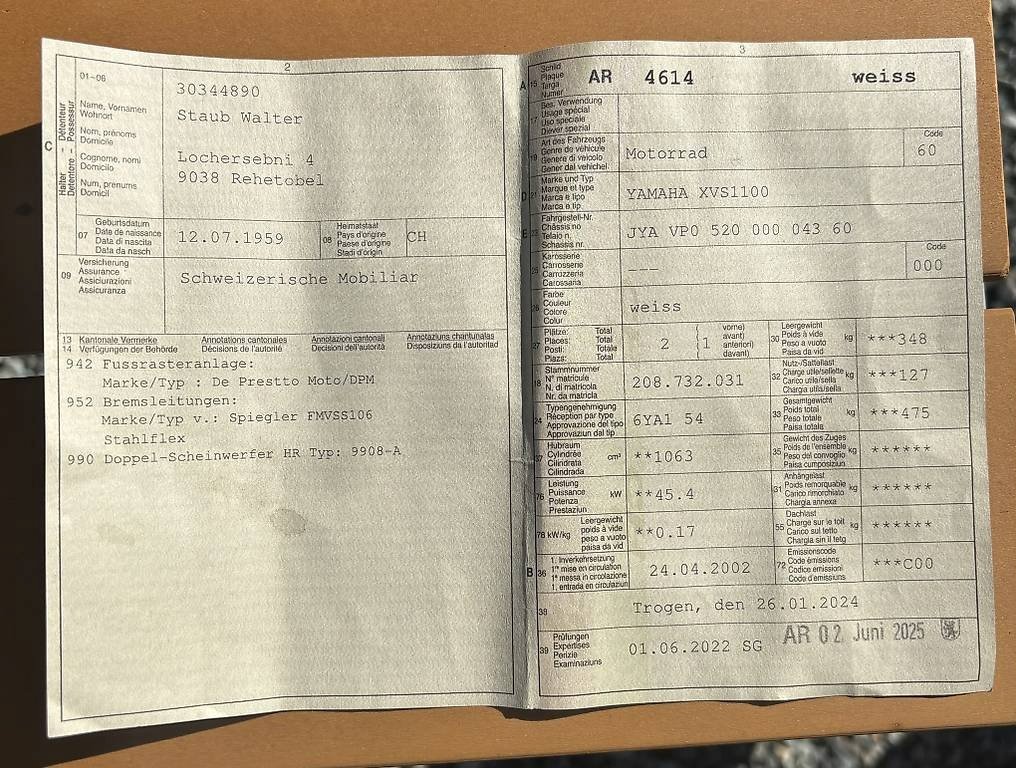 2
01-06
C
Halter - Détenteur
Detentore - Possessur
Name, Vornamen
Wohnort
Nom, prénoms
Domicile
Cognome, nomi
Domicilio
Num, prenums
Domicil
30344890
Staub Walter
Lochersebni 4
9038 Rehetobel
07
Geburtsdatum
Date de naissance
Data di nascita
Data da nasch
12.07.1959
08
Heimatstaat
Pays d'origine
Paese d'origine
Stadi d'origin
CH
09
Versicherung
Assurance
Assicurazioni
Assicuranza
Schweizerische Mobiliar
13 Kantonale Vermerke Annotations cantonales Annotazioni cantonali Annotaziuns chantunalas
14 Verfügungen der Behörde Décisions de l'autorité Decisioni dell'autorità Disposiziuns da l'autoritad
942 Fussrasteranlage:
Marke/Typ : De Prestto Moto/DPM
952 Bremsleitungen:
Marke/Typ v.: Spiegler FMVSS106
Stahlflex
990 Doppel-Scheinwerfer HR Typ: 9908-A
3
A 15
Schild
Plaque
Targa
Numer
AR 4614 weiss
17
Bes. Verwendung
Usage spécial
Uso speciale
Diever spezial
19
Art des Fahrzeugs
Genre de véhicule
Genere di veicolo
Gener dal vehichel
Motorrad
Code
60
D 21
Marke und Typ
Marque et type
Marca e tipo
Marca e tip
YAMAHA XVS1100
E 23
Fahrgestell-Nr.
Châssis no
Telaio n.
Schassis nr.
JYA VP0 520 000 043 60
25
Karosserie
Carrosserie
Carrozzeria
Carossaria
---
Code
000
26
Farbe
Couleur
Colore
Colur
weiss
27
Plätze: Total
Places: Total
Posti: Totale
Plazs: Total
2
(1
vorne)
avant)
anteriori)
davant)
30
Leergewicht
Poids à vide
Peso a vuoto
Paisa da vid
kg
***348
18
Stammnummer
N° matricule
N. di matricola
Nr. da matricla
208.732.031
32
Nutz-/Sattellast
Charge utile/sellette
Carico utile/sella
Chargia utila/sella
kg
***127
24
Typengenehmigung
Réception par type
Approvazione del tipo
Approvaziun dal tip
6YA1 54
33
Gesamtgewicht
Poids total
Peso totale
Paisa totala
kg
***475
37
Hubraum
Cylindrée
Cilindrata
Cilindrada
cm³
**1063
35
Gewicht des Zuges
Poids de l'ensemble
Peso del convoglio
Paisa cumposiziun
kg
******
76
Leistung
Puissance
Potenza
Prestaziun
kW
**45.4
31
Anhängelast
Poids remorquable
Carico rimorchiato
Chargia annexa
kg
******
78 kW/kg
Leergewicht
poids à vide
peso a vuoto
paisa da vid
**0.17
55
Dachlast
Charge sur le toit
Carico sul tetto
Chargia sin il tetg
kg
******
B 36
1. Inverkehrsetzung
1re mise en circulation
1a messa in circolazione
1. entrada en circulaziun
24.04.2002
72
Emissionscode
Code émissions
Codice emissioni
Code d'emissiuns
***C00
38
Trogen, den 26.01.2024
39
Prüfungen
Expertises
Perizie
Examinaziuns
01.06.2022 SG
AR 02. Juni 2025